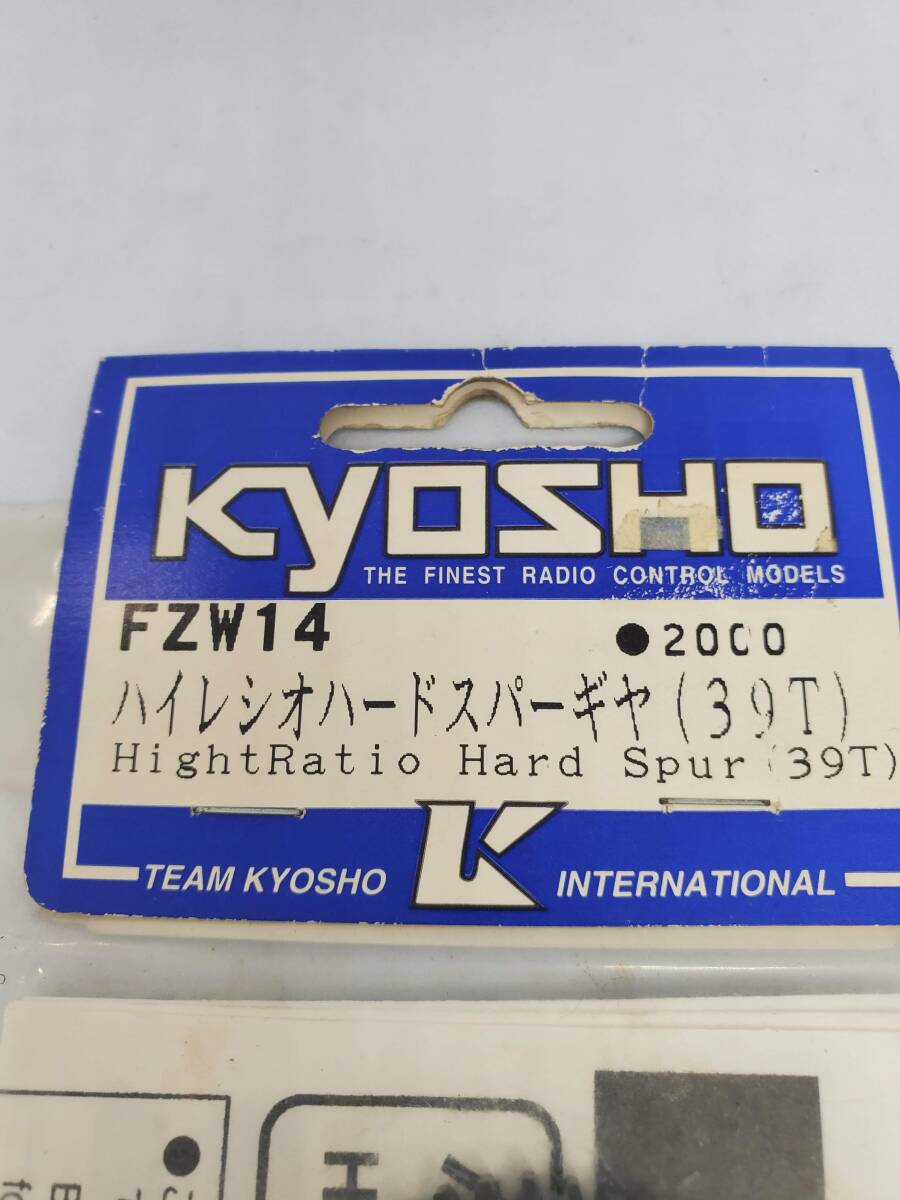 KYOSHO
THE FINEST RADIO CONTROL MODELS
FZW14 ●2000
ハイレシオハードスパーギヤ(39T)
HightRatio Hard Spur (39T)
TEAM KYOSHO K INTERNATIONAL